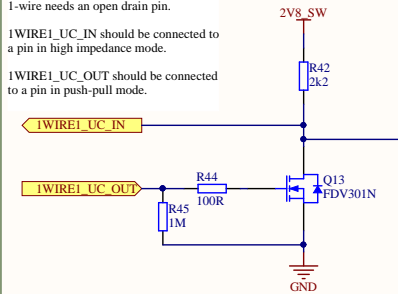 1-wire needs an open drain pin.
1WIRE1_UC_IN should be connected to
a pin in high impedance mode.
1WIRE1_UC_OUT should be connected
to a pin in push-pull mode.
2V8_SW
R42
2k2
1WIRE1_UC_IN
1WIRE1_UC_OUT
R44
100R
Q13
FDV301N
R45
1M
GND